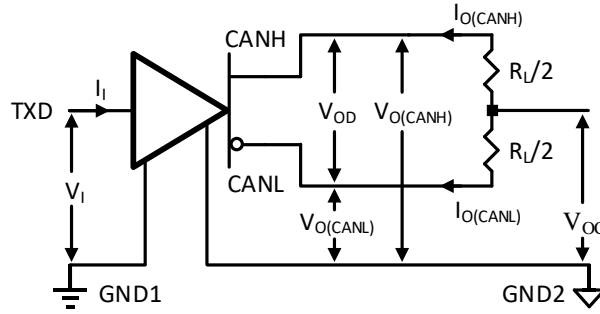 CANH
I_O(CANH)
R_L/2
TXD
I_I
V_OD
V_O(CANH)
R_L/2
V_I
CANL
V_O(CANL)
I_O(CANL)
GND1
GND2